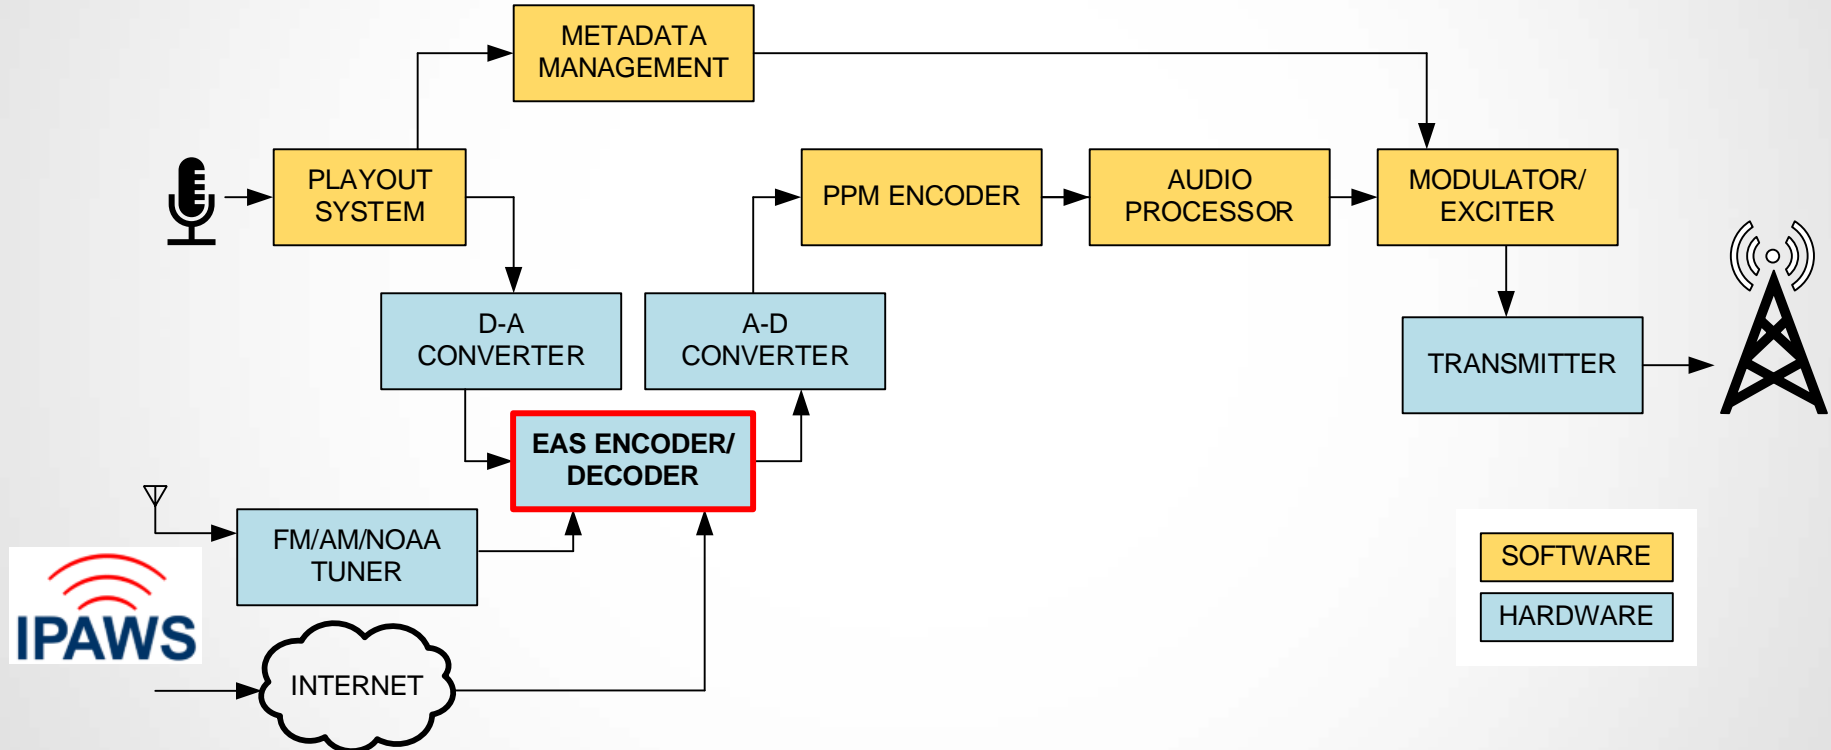 METADATA
MANAGEMENT
PLAYOUT
SYSTEM
PPM ENCODER
AUDIO
PROCESSOR
MODULATOR/
EXCITER
D-A
CONVERTER
A-D
CONVERTER
TRANSMITTER
EAS ENCODER/
DECODER
FM/AM/NOAA
TUNER
IPAWS
INTERNET
SOFTWARE
HARDWARE